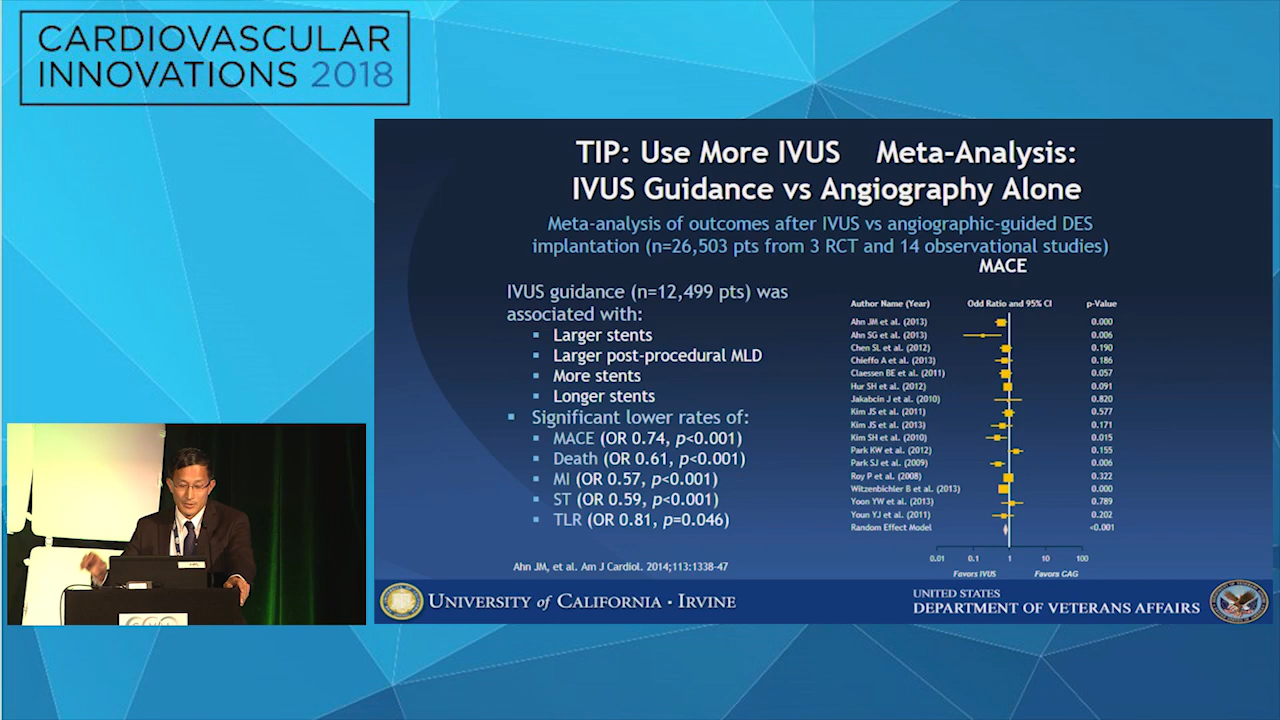 CARDIOVASCULAR
INNOVATIONS 2018
TIP: Use More IVUS Meta-Analysis:
IVUS Guidance vs Angiography Alone
Meta-analysis of outcomes after IVUS vs angiographic-guided DES
implantation (n=26,503 pts from 3 RCT and 14 observational studies)
MACE
IVUS guidance (n=12,499 pts) was
associated with:
▪ Larger stents
▪ Larger post-procedural MLD
▪ More stents
▪ Longer stents
▪ Significant lower rates of:
▪ MACE (OR 0.74, p<0.001)
▪ Death (OR 0.61, p<0.001)
▪ MI (OR 0.57, p<0.001)
▪ ST (OR 0.59, p<0.001)
▪ TLR (OR 0.81, p=0.046)
Author Name (Year) Odd Ratio and 95% CI p-Value
Ahn JM et al. (2013) 0.000
Ahn SG et al. (2013) 0.006
Chen SL et al. (2012) 0.190
Chieffo A et al. (2013) 0.186
Claessen BE et al. (2011) 0.057
Hur SH et al. (2012) 0.091
Jakabcin J et al. (2010) 0.820
Kim JS et al. (2011) 0.577
Kim JS et al. (2013) 0.171
Kim SH et al. (2010) 0.015
Park KW et al. (2012) 0.155
Park SJ et al. (2009) 0.006
Roy P et al. (2008) 0.322
Witzenbichler B et al. (2013) 0.000
Yoon YW et al. (2013) 0.789
Youn YJ et al. (2011) 0.202
Random Effect Model <0.001
0.01 0.1 1 10 100
Favors IVUS Favors CAG
Ahn JM, et al. Am J Cardiol. 2014;113:1338-47
UNIVERSITY of CALIFORNIA · IRVINE
UNITED STATES
DEPARTMENT OF VETERANS AFFAIRS